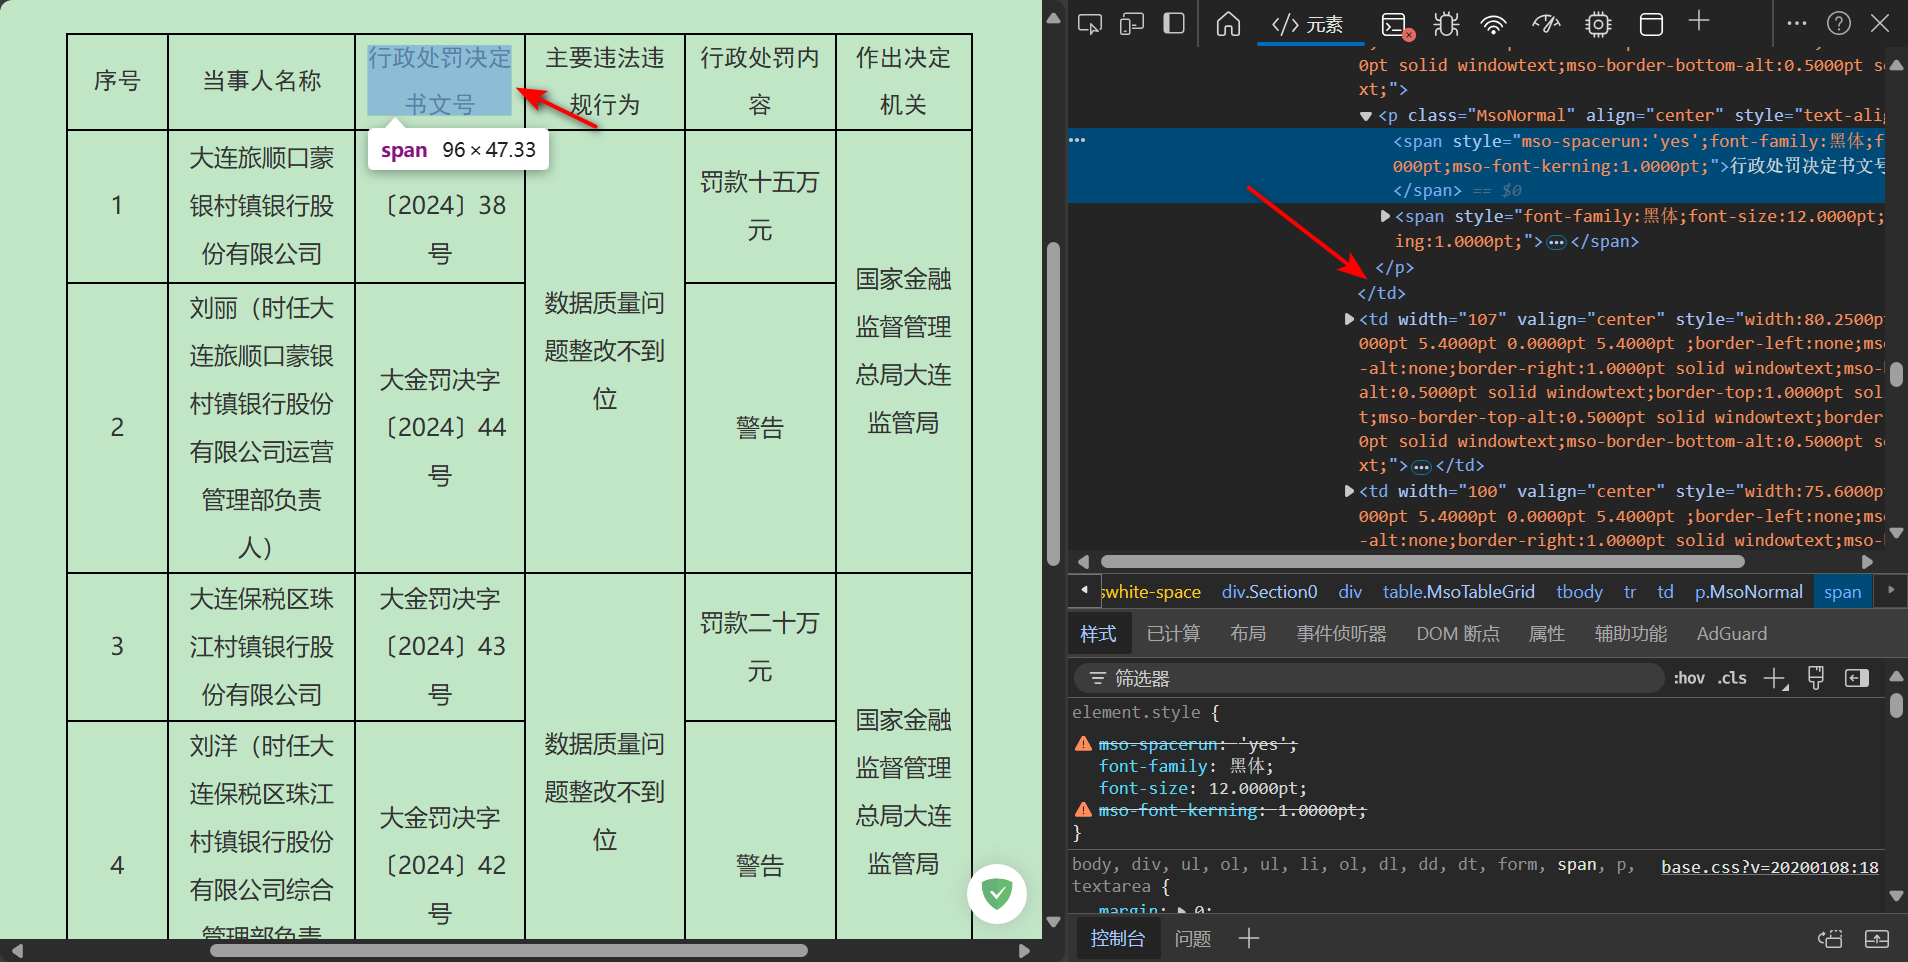 序号
当事人名称
行政处罚决定
书文号
主要违法违
规行为
行政处罚内
容
作出决定
机关
span 96 × 47.33
1
大连旅顺口蒙
银村镇银行股
份有限公司
〔2024〕38
号
数据质量问
题整改不到
位
罚款十五万
元
国家金融
监督管理
总局大连
监管局
2
刘丽（时任大
连旅顺口蒙银
村镇银行股份
有限公司运营
管理部负责
人）
大金罚决字
〔2024〕44
号
警告
3
大连保税区珠
江村镇银行股
份有限公司
大金罚决字
〔2024〕43
号
数据质量问
题整改不到
位
罚款二十万
元
国家金融
监督管理
总局大连
监管局
4
刘洋（时任大
连保税区珠江
村镇银行股份
有限公司综合
管理部负责
大金罚决字
〔2024〕42
号
警告
</> 元素
0pt solid windowtext;mso-border-bottom-alt:0.5000pt s
xt;">
<p class="MsoNormal" align="center" style="text-alig
<span style="mso-spacerun:'yes';font-family:黑体;f
000pt;mso-font-kerning:1.0000pt;">行政处罚决定书文号
</span> == $0
<span style="font-family:黑体;font-size:12.0000pt;
ing:1.0000pt;">…</span>
</p>
</td>
<td width="107" valign="center" style="width:80.2500p
000pt 5.4000pt 0.0000pt 5.4000pt ;border-left:none;ms
-alt:none;border-right:1.0000pt solid windowtext;mso-
alt:0.5000pt solid windowtext;border-top:1.0000pt sol
t;mso-border-top-alt:0.5000pt solid windowtext;border-
0pt solid windowtext;mso-border-bottom-alt:0.5000pt s
xt;">…</td>
<td width="100" valign="center" style="width:75.6000p
000pt 5.4000pt 0.0000pt 5.4000pt ;border-left:none;ms
-alt:none;border-right:1.0000pt solid windowtext;mso-
swhite-space div.Section0 div table.MsoTableGrid tbody tr td p.MsoNormal span
样式 已计算 布局 事件侦听器 DOM 断点 属性 辅助功能 AdGuard
筛选器 :hov .cls
element.style {
mso-spacerun: 'yes';
font-family: 黑体;
font-size: 12.0000pt;
mso-font-kerning: 1.0000pt;
}
body, div, ul, ol, ul, li, ol, dl, dd, dt, form, span, p, base.css?v=20200108:18
textarea {
margin: 0;
控制台 问题